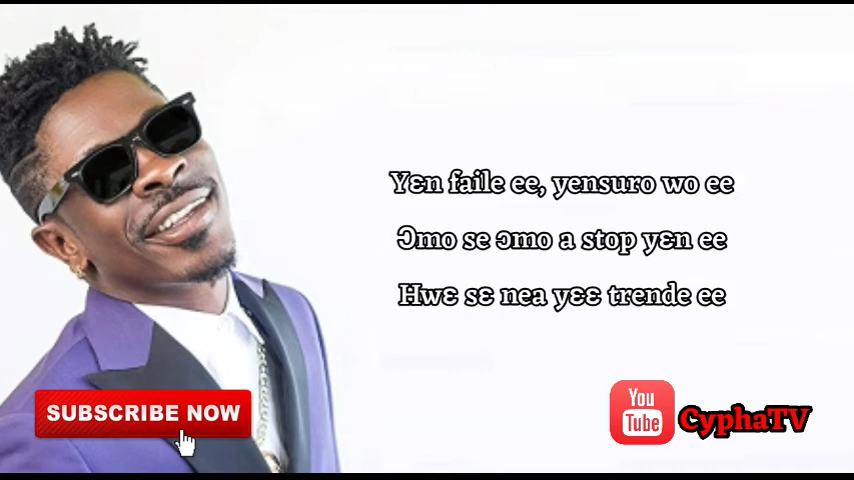 Yɛn faile ee, yensuro wo ee
Ɔmo se ɔmo a stop yɛn ee
Hwɛ sɛ nea yɛɛ trende ee
SUBSCRIBE NOW
You
Tube
CyphaTV